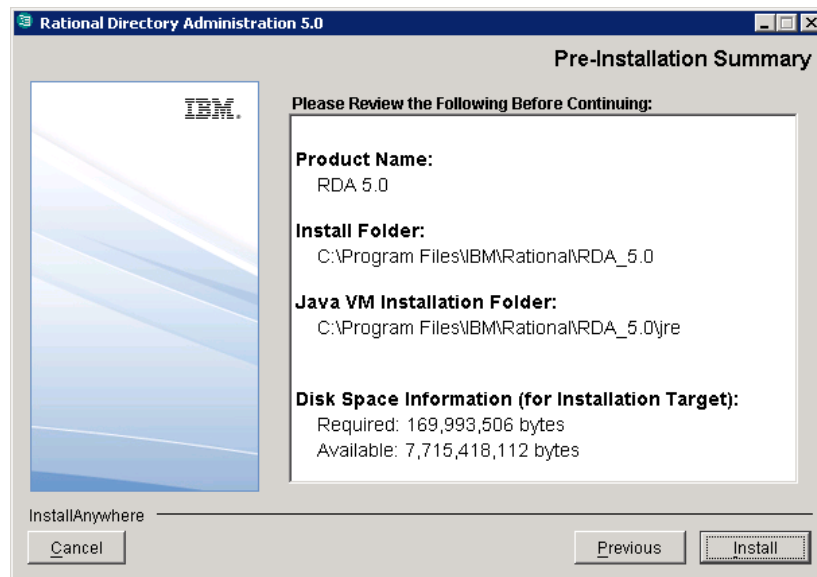 Rational Directory Administration 5.0
Pre-Installation Summary
IBM.
Please Review the Following Before Continuing:
Product Name:
RDA 5.0
Install Folder:
C:\Program Files\IBM\Rational\RDA_5.0
Java VM Installation Folder:
C:\Program Files\IBM\Rational\RDA_5.0\jre
Disk Space Information (for Installation Target):
Required: 169,993,506 bytes
Available: 7,715,418,112 bytes
InstallAnywhere
Cancel
Previous
Install